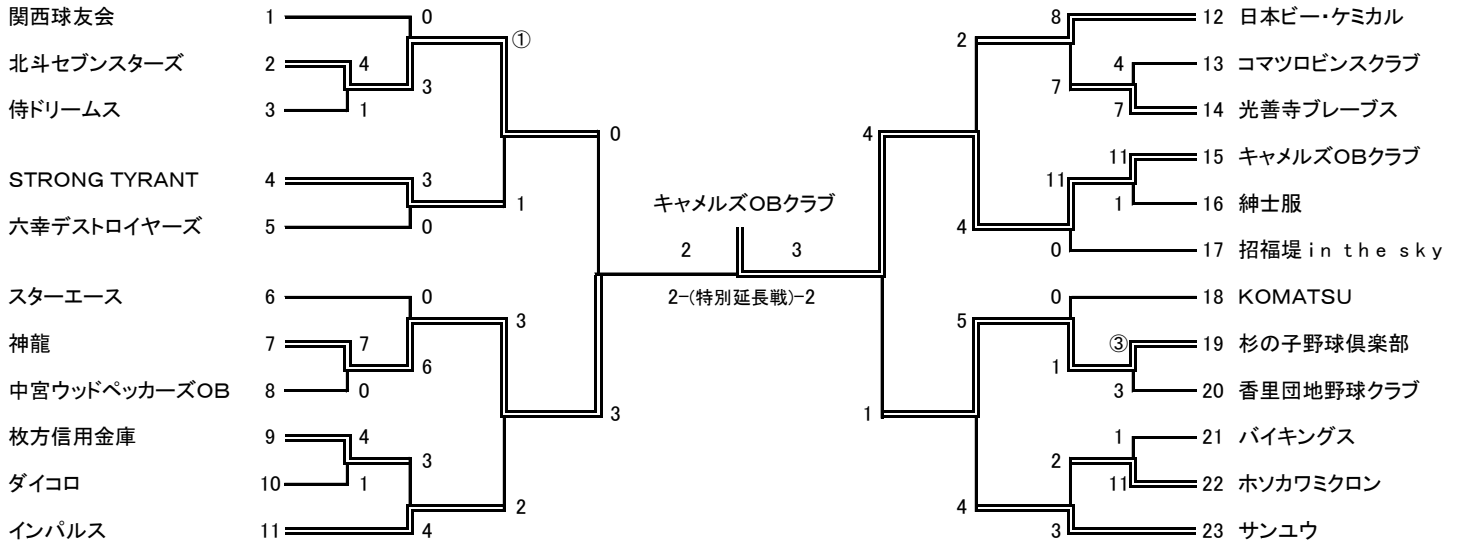 関西球友会 1 0
北斗セブンスターズ 2 4
3
侍ドリームス 3 1
①
STRONG TYRANT 4 3
1
六幸デストロイヤーズ 5 0
0
スターエース 6 0
3
神龍 7 7
6
中宮ウッドペッカーズOB 8 0
3
枚方信用金庫 9 4
3
ダイコロ 10 1
2
インパルス 11 4
キャメルズOBクラブ
2 3
2-(特別延長戦)-2
8 12 日本ビー・ケミカル
2
4 13 コマツロビンスクラブ
7
7 14 光善寺ブレーブス
4
11 15 キャメルズOBクラブ
11
1 16 紳士服
4
0 17 招福堤in the sky
0 18 KOMATSU
5
③ 19 杉の子野球倶楽部
1
3 20 香里団地野球クラブ
1
1 21 バイキングス
2
11 22 ホソカワミクロン
4
3 23 サンユウ